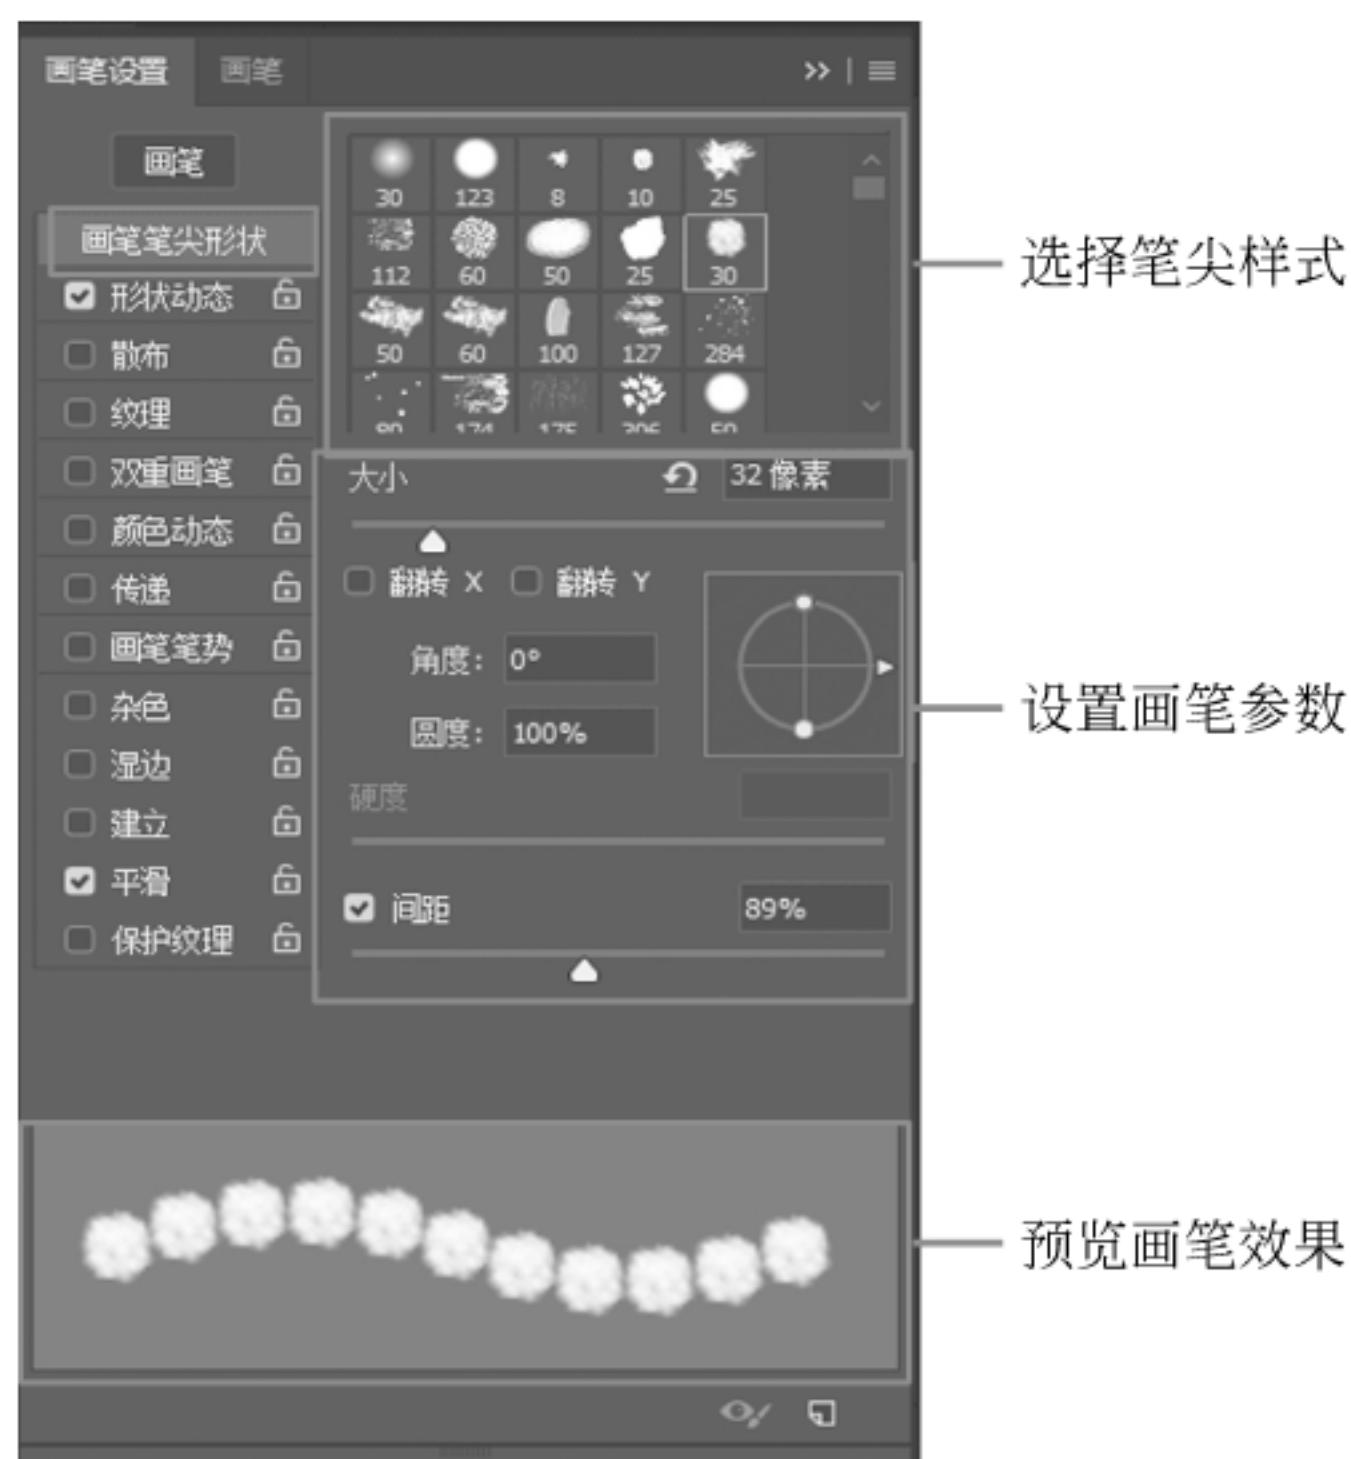 画笔设置 画笔
画笔
画笔笔尖形状
形状动态
散布
纹理
双重画笔
颜色动态
传递
画笔笔势
杂色
湿边
建立
平滑
保护纹理
30 123 8 10 25
112 60 50 25 30
50 60 100 127 284
80 174 175 306 50
大小 32 像素
翻转 X 翻转 Y
角度: 0°
圆度: 100%
硬度
间距 89%
选择笔尖样式
设置画笔参数
预览画笔效果